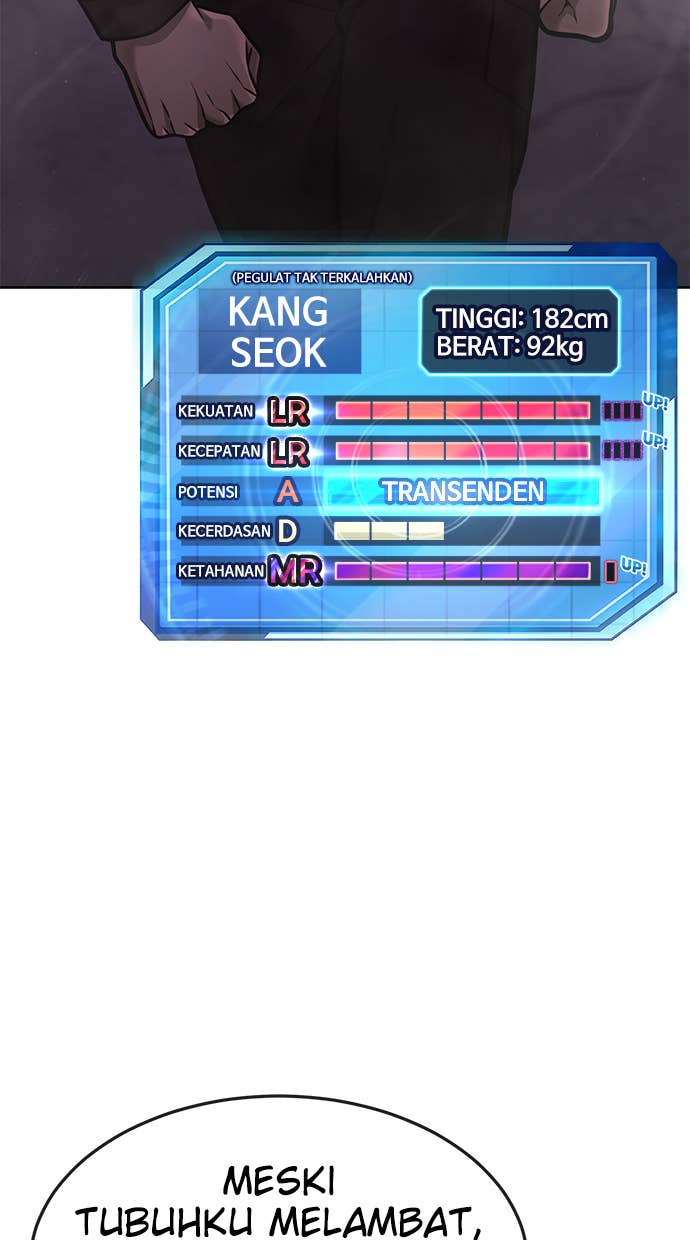 (PEGULAT TAK TERKALAHKAN)
KANG
SEOK
TINGGI: 182cm
BERAT: 92kg
KEKUATAN LR UP!
KECEPATAN LR UP!
POTENSI A TRANSENDEN
KECERDASAN D
KETAHANAN MR UP!
MESKI
TUBUHKU MELAMBAT,